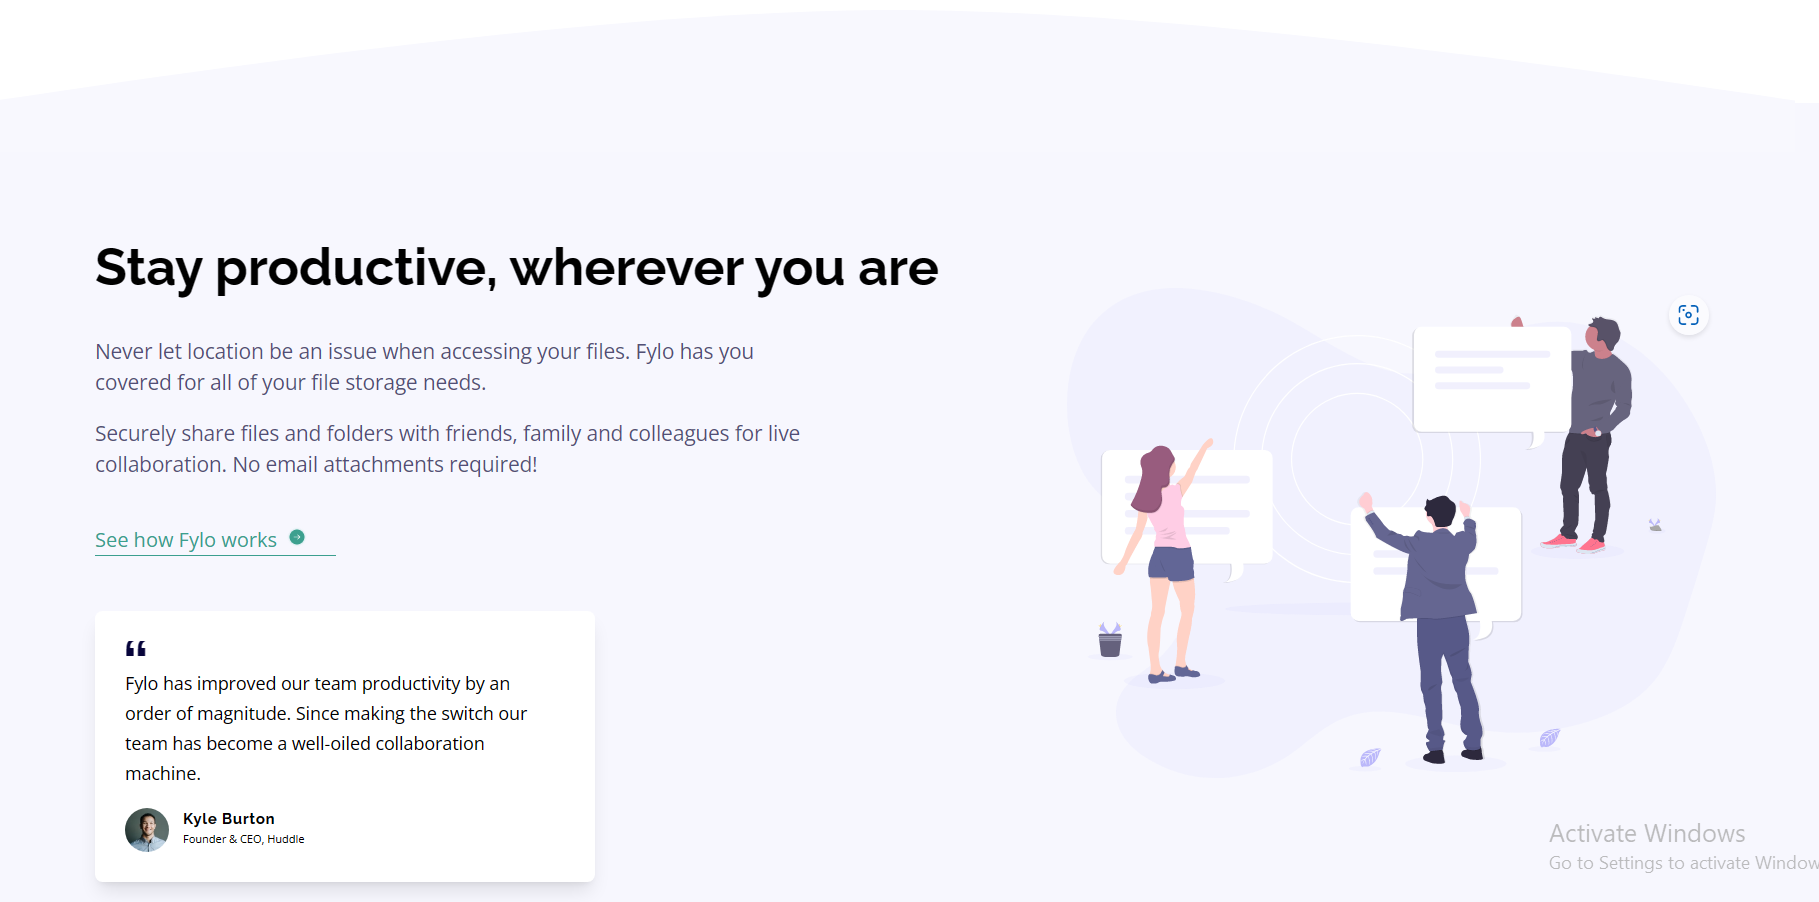 Stay productive, wherever you are
Never let location be an issue when accessing your files. Fylo has you
covered for all of your file storage needs.
Securely share files and folders with friends, family and colleagues for live
collaboration. No email attachments required!
See how Fylo works
“
Fylo has improved our team productivity by an
order of magnitude. Since making the switch our
team has become a well-oiled collaboration
machine.
Kyle Burton
Founder & CEO, Huddle
Activate Windows
Go to Settings to activate Window